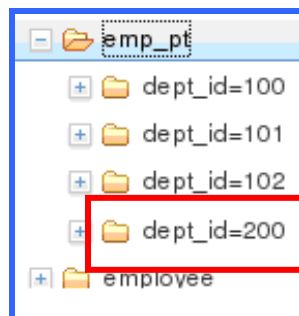 emp_pt
dept_id=100
dept_id=101
dept_id=102
dept_id=200
employee